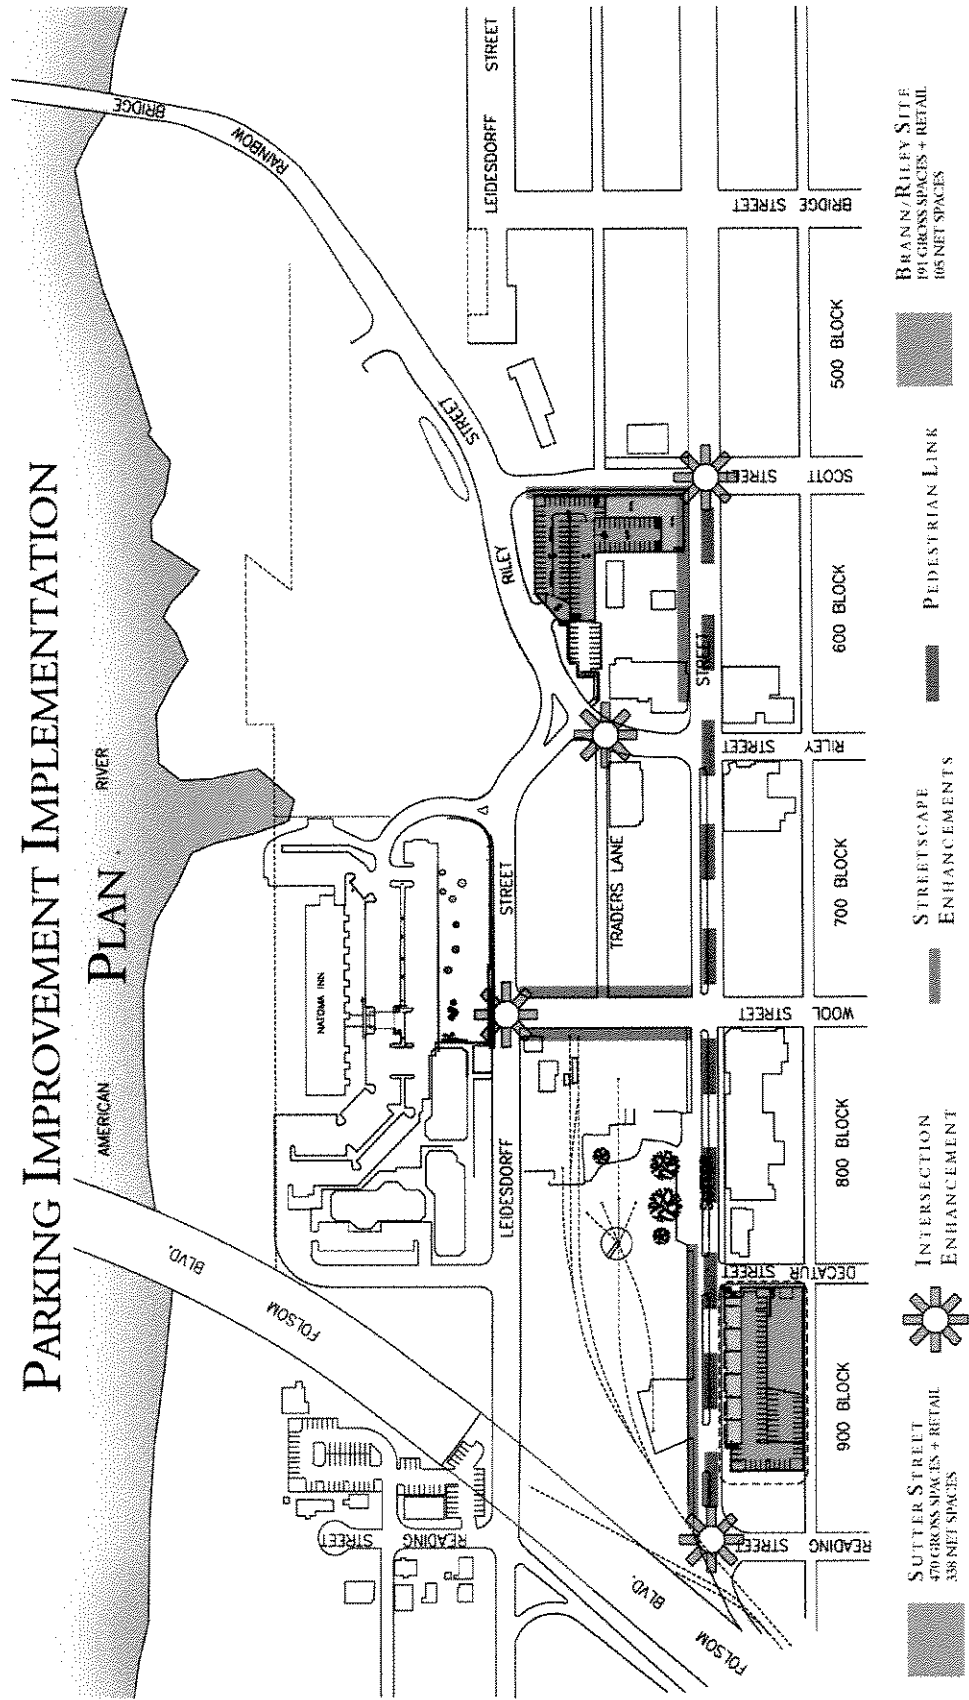 PARKING IMPROVEMENT IMPLEMENTATION
PLAN
AMERICAN RIVER
RAINBOW BRIDGE
FOLSOM BLVD.
NATOMA INN
RILEY STREET
LEIDESDORFF STREET
LEIDESDORFF STREET
READING STREET
TRADERS LANE
FOLSOM BLVD.
STREET
READING STREET
DECATUR STREET
WOOL STREET
RILEY STREET
SCOTT STREET
BRIDGE STREET
900 BLOCK
800 BLOCK
700 BLOCK
600 BLOCK
500 BLOCK
SUTTER STREET
470 GROSS SPACES + RETAIL
338 NET SPACES
INTERSECTION
ENHANCEMENT
STREETSCAPE
ENHANCEMENTS
PEDESTRIAN LINK
BRANN/RILEY SITE
191 GROSS SPACES + RETAIL
105 NET SPACES